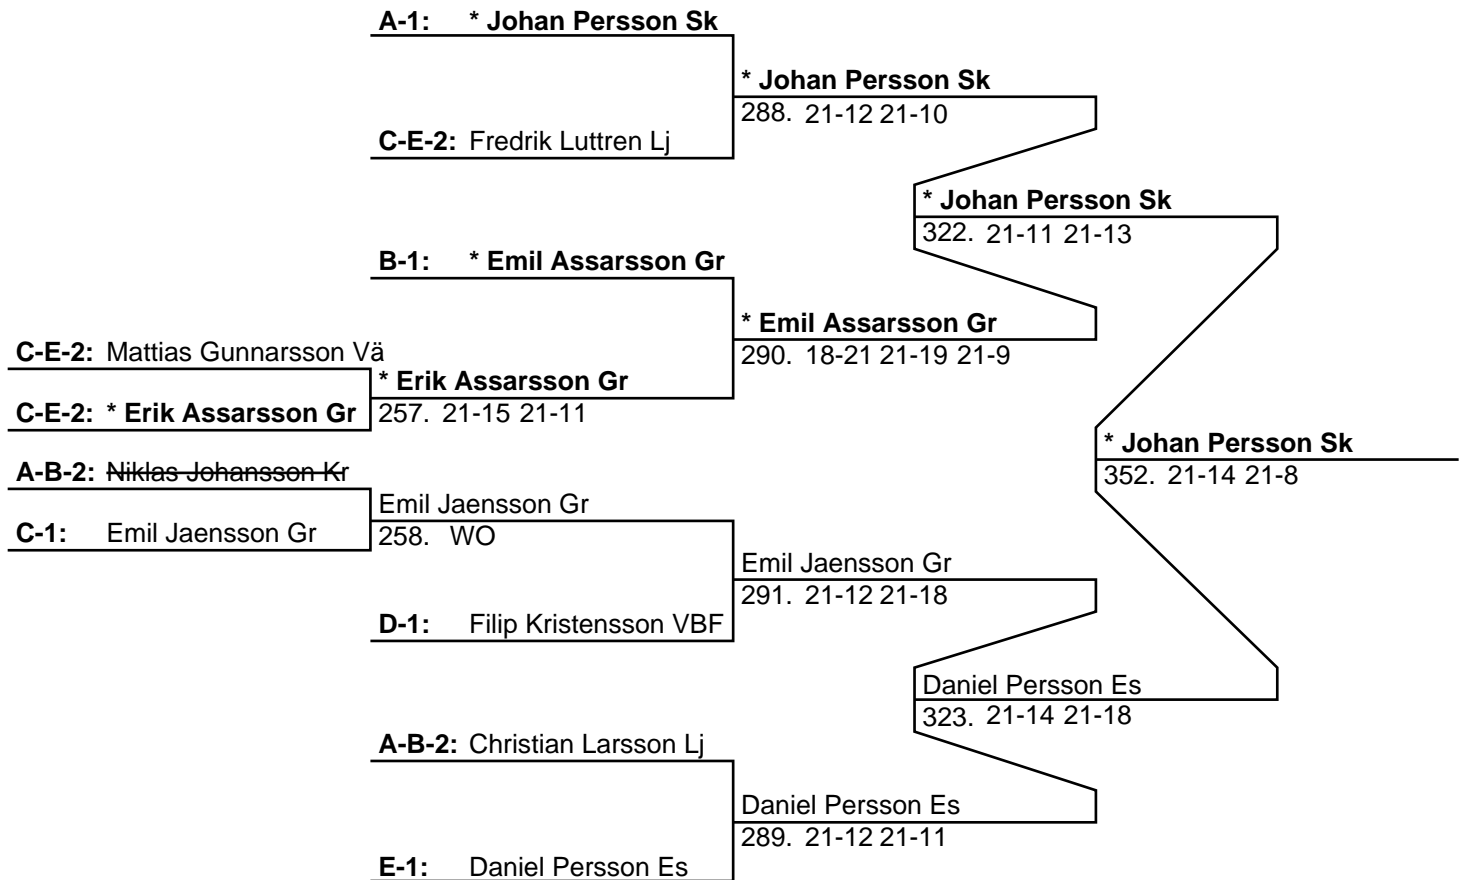 A-1: * Johan Persson Sk
* Johan Persson Sk
288. 21-12 21-10
C-E-2: Fredrik Luttren Lj
* Johan Persson Sk
322. 21-11 21-13
B-1: * Emil Assarsson Gr
* Emil Assarsson Gr
290. 18-21 21-19 21-9
C-E-2: Mattias Gunnarsson Vä
* Erik Assarsson Gr
C-E-2: * Erik Assarsson Gr
257. 21-15 21-11
* Johan Persson Sk
352. 21-14 21-8
A-B-2: Niklas Johansson Kr
Emil Jaensson Gr
C-1: Emil Jaensson Gr
258. WO
Emil Jaensson Gr
291. 21-12 21-18
D-1: Filip Kristensson VBF
Daniel Persson Es
323. 21-14 21-18
A-B-2: Christian Larsson Lj
Daniel Persson Es
289. 21-12 21-11
E-1: Daniel Persson Es